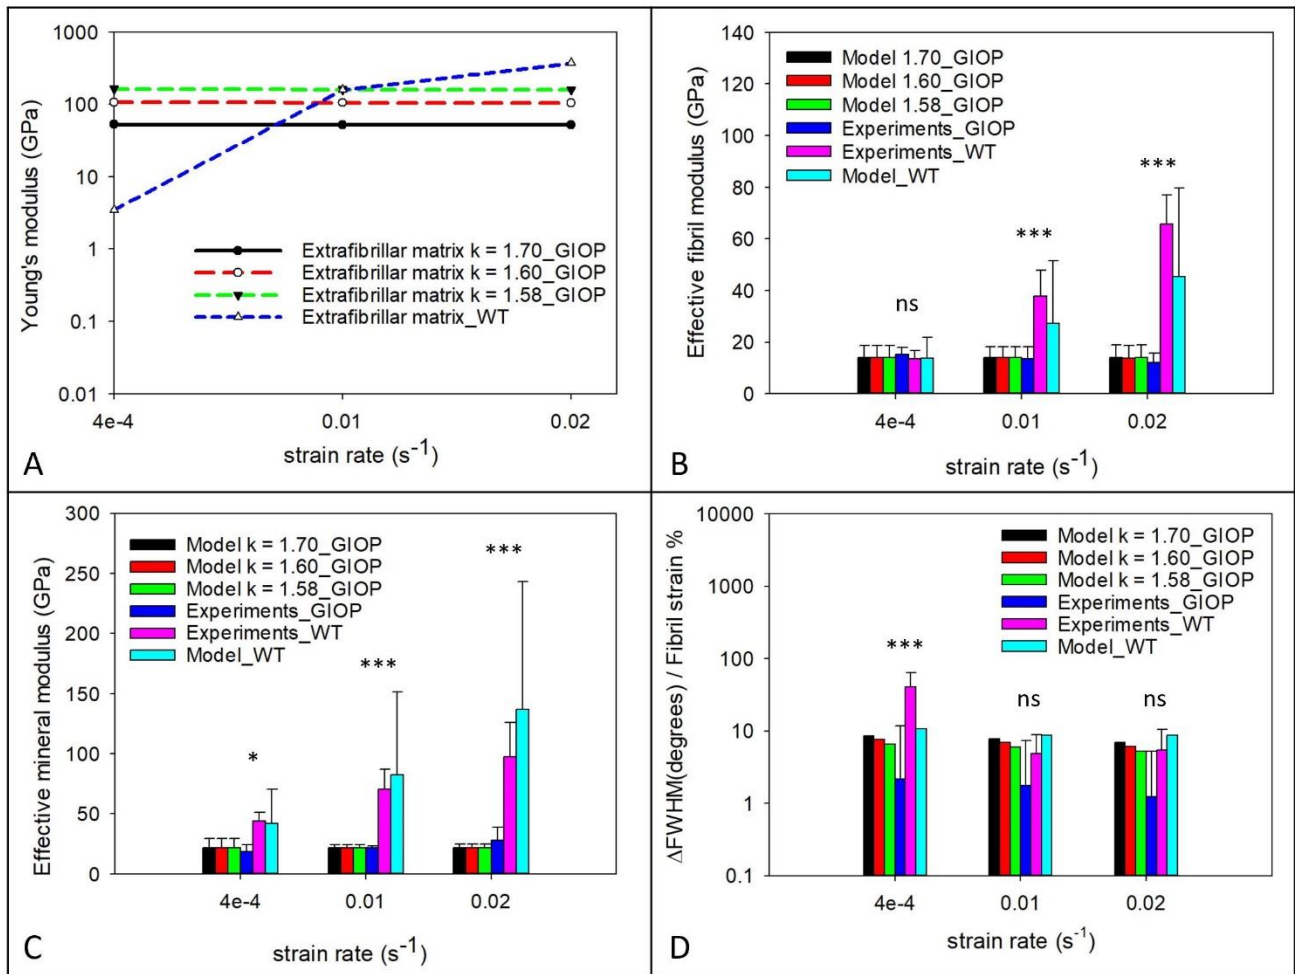 1000
100
10
1
0.1
0.01
Young's modulus (GPa)
Extrafibrillar matrix k = 1.70_GIOP
Extrafibrillar matrix k = 1.60_GIOP
Extrafibrillar matrix k = 1.58_GIOP
Extrafibrillar matrix_WT
4e-4 0.01 0.02
strain rate (s-1)
A
140
120
100
80
60
40
20
0
Effective fibril modulus (GPa)
Model 1.70_GIOP
Model 1.60_GIOP
Model 1.58_GIOP
Experiments_GIOP
Experiments_WT
Model_WT
ns *** ***
4e-4 0.01 0.02
strain rate (s-1)
B
300
250
200
150
100
50
0
Effective mineral modulus (GPa)
Model k = 1.70_GIOP
Model k = 1.60_GIOP
Model k = 1.58_GIOP
Experiments_GIOP
Experiments_WT
Model_WT
* *** ***
4e-4 0.01 0.02
strain rate (s-1)
C
10000
1000
100
10
1
0.1
ΔFWHM(degrees) / Fibril strain %
Model k = 1.70_GIOP
Model k = 1.60_GIOP
Model k = 1.58_GIOP
Experiments_GIOP
Experiments_WT
Model_WT
*** ns ns
4e-4 0.01 0.02
strain rate (s-1)
D